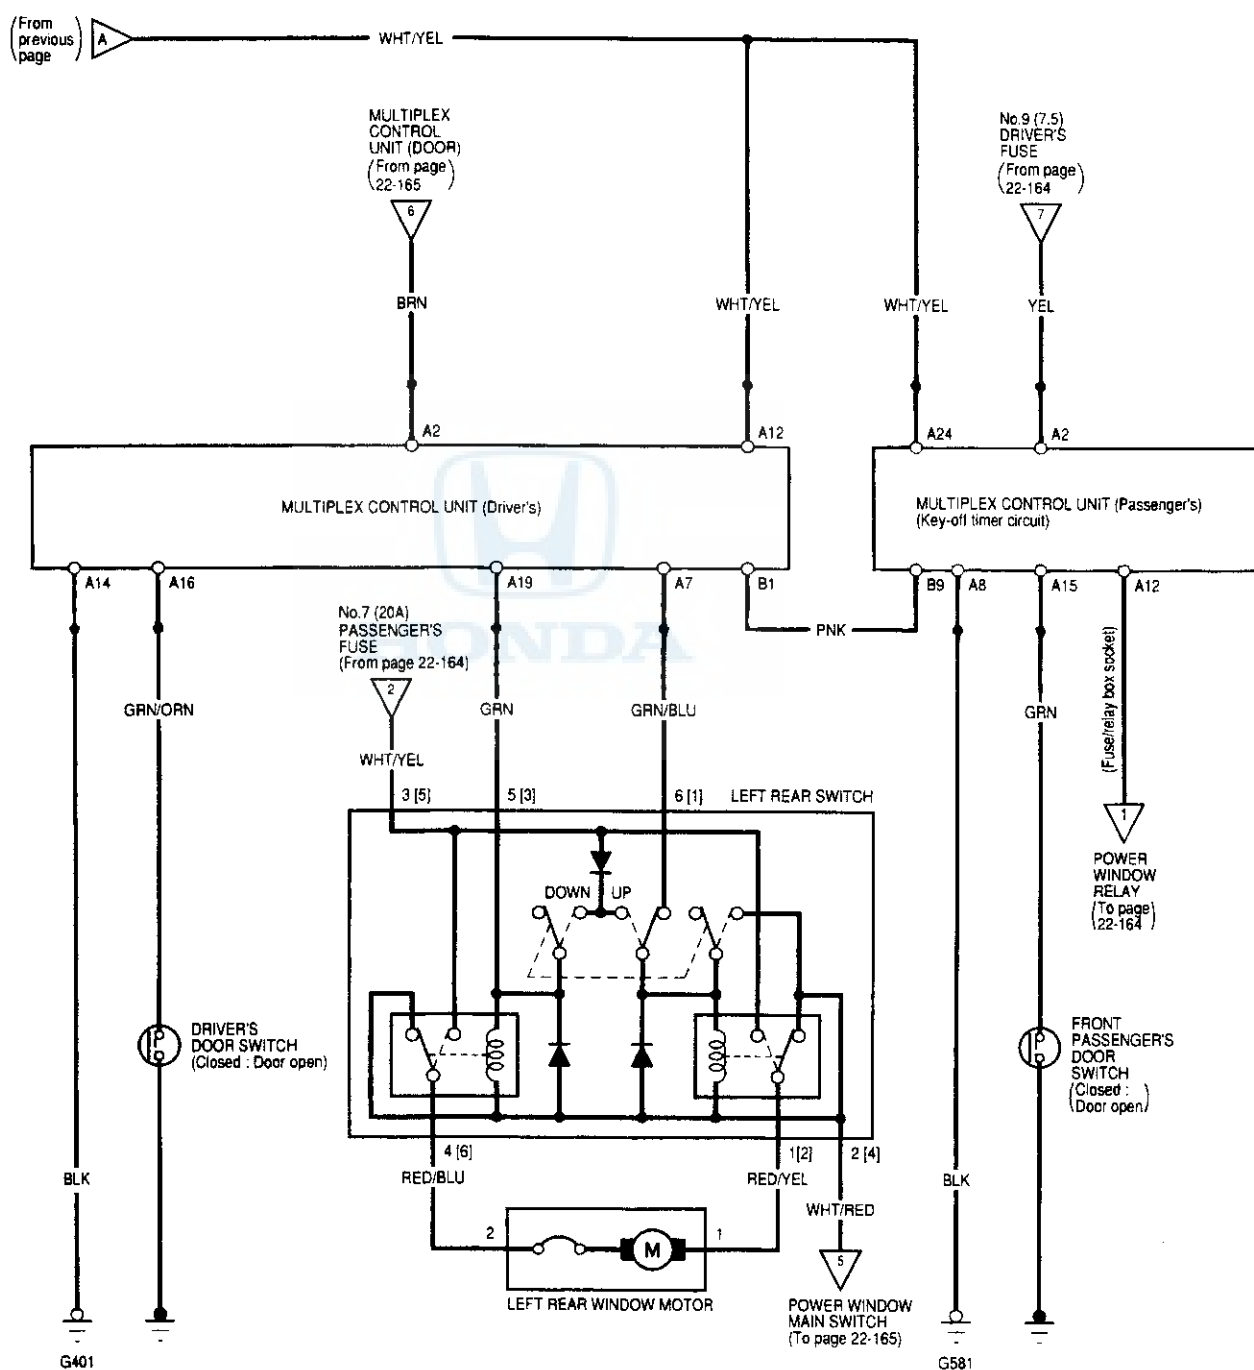 (From
previous
page)
A
WHT/YEL
MULTIPLEX
CONTROL
UNIT (DOOR)
(From page
22-165)
6
No.9 (7.5)
DRIVER'S
FUSE
(From page
22-164)
7
BRN
WHT/YEL
WHT/YEL
YEL
A2
A12
A24
A2
MULTIPLEX CONTROL UNIT (Driver's)
MULTIPLEX CONTROL UNIT (Passenger's)
(Key-off timer circuit)
HONDA
A14
A16
A19
A7
B1
B9
A8
A15
A12
No.7 (20A)
PASSENGER'S
FUSE
(From page 22-164)
2
PNK
(Fuse/relay box socket)
GRN/ORN
GRN
GRN/BLU
GRN
WHT/YEL
3 [5]
5 [3]
6 [1]
LEFT REAR SWITCH
1
POWER
WINDOW
RELAY
(To page
22-164)
DOWN
UP
DRIVER'S
DOOR SWITCH
(Closed : Door open)
FRONT
PASSENGER'S
DOOR
SWITCH
(Closed :
Door open)
4 [6]
1[2]
2 [4]
BLK
RED/BLU
RED/YEL
BLK
WHT/RED
2
M
1
5
LEFT REAR WINDOW MOTOR
POWER WINDOW
MAIN SWITCH
(To page 22-165)
G401
G581